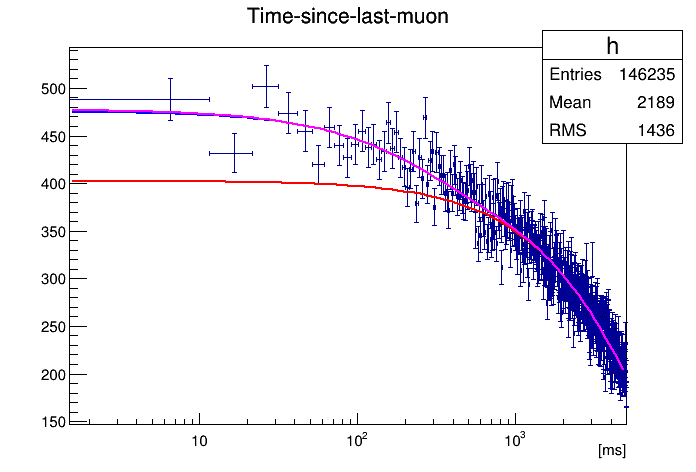 Time-since-last-muon
h
Entries 146235
Mean 2189
RMS 1436
500
450
400
350
300
250
200
150
10
10²
10³
[ms]